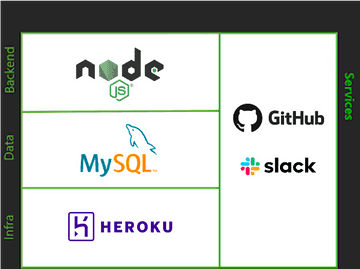 Backend
node
JS
Data
MySQL
Infra
HEROKU
Services
GitHub
slack